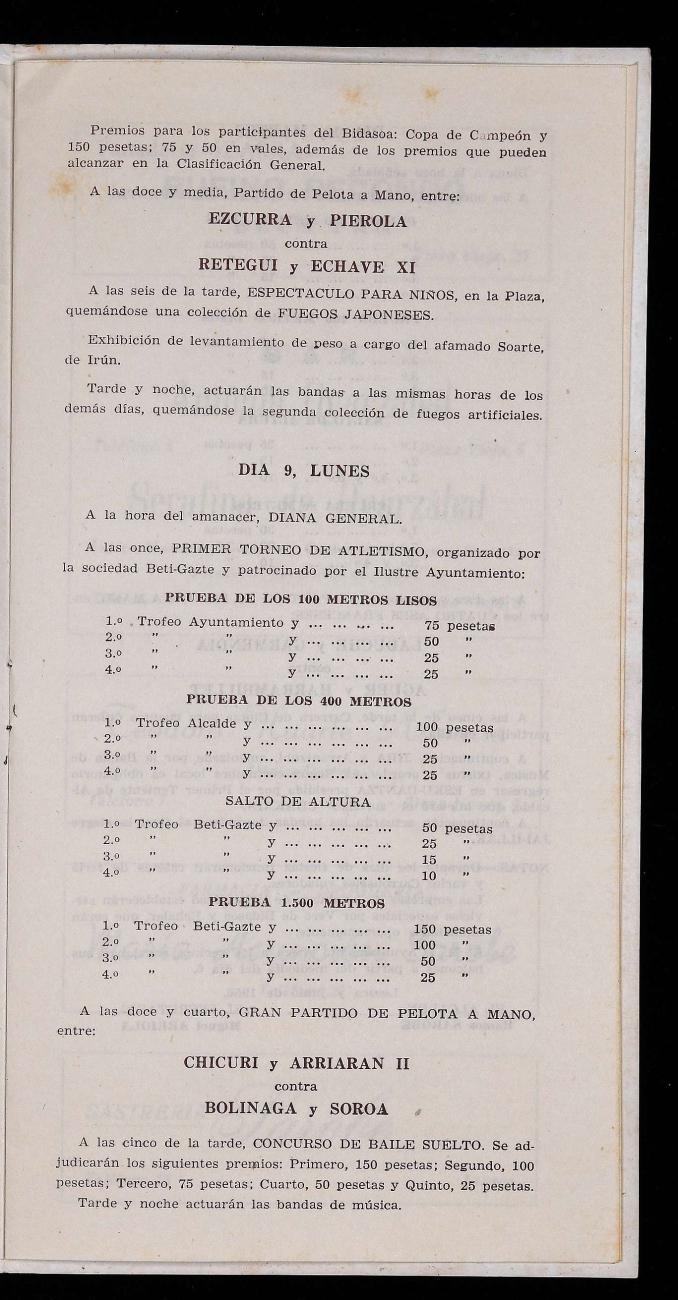 Premios para los participantes del Bidasoa: Copa de Campeón y
150 pesetas; 75 y 50 en vales, además de los premios que pueden
alcanzar en la Clasificación General.
A las doce y media, Partido de Pelota a Mano, entre:
EZCURRA y PIEROLA
contra
RETEGUI y ECHAVE XI
A las seis de la tarde, ESPECTACULO PARA NIÑOS, en la Plaza,
quemándose una colección de FUEGOS JAPONESES.
Exhibición de levantamiento de peso a cargo del afamado Soarte,
de Irún.
Tarde y noche, actuarán las bandas a las mismas horas de los
demás días, quemándose la segunda colección de fuegos artificiales.
DIA 9, LUNES
A la hora del amanacer, DIANA GENERAL.
A las once, PRIMER TORNEO DE ATLETISMO, organizado por
la sociedad Beti-Gazte y patrocinado por el Ilustre Ayuntamiento:
PRUEBA DE LOS 100 METROS LISOS
1.º Trofeo Ayuntamiento y ... ... ... ... 75 pesetas
2.º " " y ... ... ... ... 50 "
3.º " " y ... ... ... ... 25 "
4.º " " y ... ... ... ... 25 "
PRUEBA DE LOS 400 METROS
1.º Trofeo Alcalde y ... ... ... ... ... ... 100 pesetas
2.º " " y ... ... ... ... ... ... 50 "
3.º " " y ... ... ... ... ... ... 25 "
4.º " " y ... ... ... ... ... ... 25 "
SALTO DE ALTURA
1.º Trofeo Beti-Gazte y ... ... ... ... ... 50 pesetas
2.º " " y ... ... ... ... ... 25 "
3.º " " y ... ... ... ... ... 15 "
4.º " " y ... ... ... ... ... 10 "
PRUEBA 1.500 METROS
1.º Trofeo Beti-Gazte y ... ... ... ... ... 150 pesetas
2.º " " y ... ... ... ... ... 100 "
3.º " " y ... ... ... ... ... 50 "
4.º " " y ... ... ... ... ... 25 "
A las doce y cuarto, GRAN PARTIDO DE PELOTA A MANO,
entre:
CHICURI y ARRIARAN II
contra
BOLINAGA y SOROA
A las cinco de la tarde, CONCURSO DE BAILE SUELTO. Se ad-
judicarán los siguientes premios: Primero, 150 pesetas; Segundo, 100
pesetas; Tercero, 75 pesetas; Cuarto, 50 pesetas y Quinto, 25 pesetas.
Tarde y noche actuarán las bandas de música.